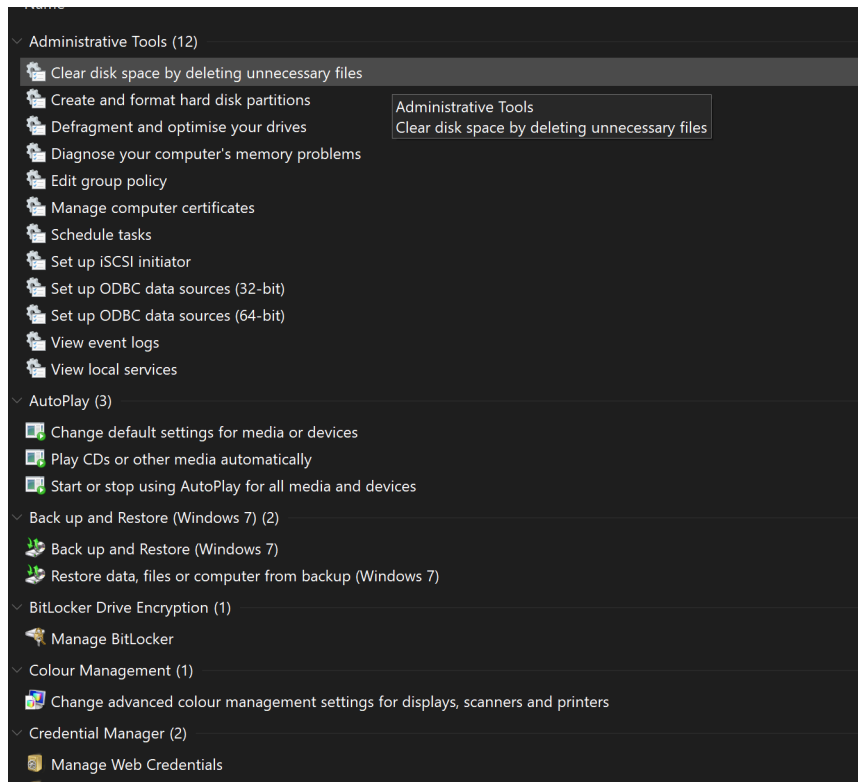 Name
Administrative Tools (12)
Clear disk space by deleting unnecessary files
Create and format hard disk partitions
Administrative Tools
Clear disk space by deleting unnecessary files
Defragment and optimise your drives
Diagnose your computer's memory problems
Edit group policy
Manage computer certificates
Schedule tasks
Set up iSCSI initiator
Set up ODBC data sources (32-bit)
Set up ODBC data sources (64-bit)
View event logs
View local services
AutoPlay (3)
Change default settings for media or devices
Play CDs or other media automatically
Start or stop using AutoPlay for all media and devices
Back up and Restore (Windows 7) (2)
Back up and Restore (Windows 7)
Restore data, files or computer from backup (Windows 7)
BitLocker Drive Encryption (1)
Manage BitLocker
Colour Management (1)
Change advanced colour management settings for displays, scanners and printers
Credential Manager (2)
Manage Web Credentials